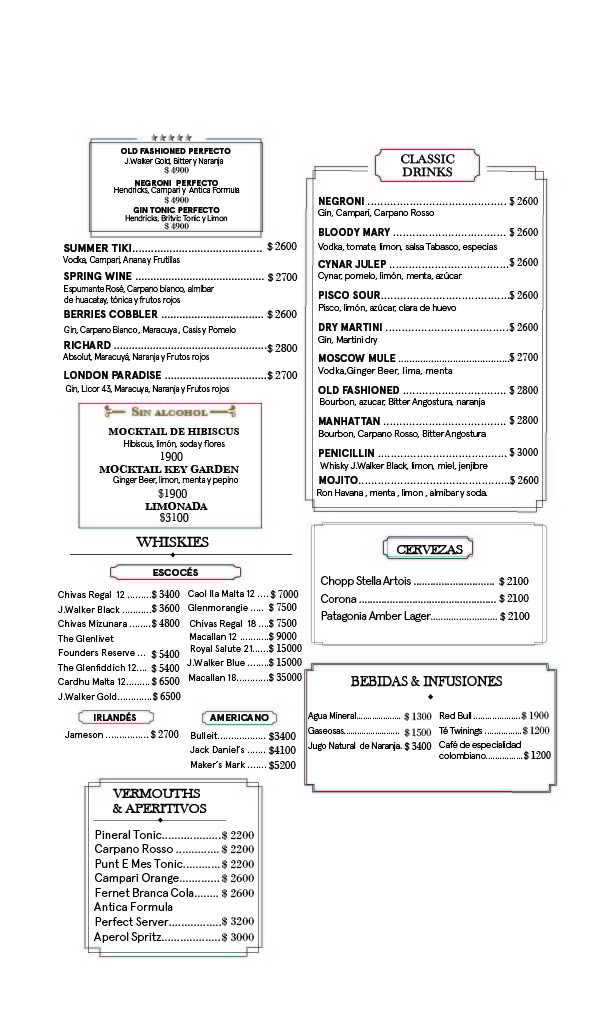 OLD FASHIONED PERFECTO
J.Walker Gold, Bitter y Naranja
$ 4900
NEGRONI PERFECTO
Hendricks, Campari y Antica Formula
$ 4900
GIN TONIC PERFECTO
Hendricks, Britvic Tonic y Limon
$ 4900
SUMMER TIKI............................... $ 2600
Vodka, Campari, Anana y Frutillas
SPRING WINE ............................... $ 2700
Espumante Rosé, Carpano bianco, almíbar
de huacatay, tónica y frutos rojos
BERRIES COBBLER ........................ $ 2600
Gin, Carpano Bianco , Maracuya , Casis y Pomelo
RICHARD ....................................$ 2800
Absolut, Maracuyá, Naranja y Frutos rojos
LONDON PARADISE .......................$ 2700
Gin, Licor 43, Maracuya, Naranja y Frutos rojos
SIN ALCOHOL
MOCKTAIL DE HIBISCUS
Hibiscus, limón, soda y flores
1900
MOCKTAIL KEY GARDEN
Ginger Beer, limon, menta y pepino
$1900
LIMONADA
$3100
WHISKIES
ESCOCÉS
Chivas Regal 12 ........$ 3400
J.Walker Black ..........$ 3600
Chivas Mizunara ........$ 4800
The Glenlivet
Founders Reserve ... $ 5400
The Glenfiddich 12.... $ 5400
Cardhu Malta 12........$ 6500
J.Walker Gold.............$ 6500
Caol Ila Malta 12 ....$ 7000
Glenmorangie ..... $ 7500
Chivas Regal 18 ...$ 7500
Macallan 12 ..........$ 9000
Royal Salute 21......$ 15000
J.Walker Blue .......$ 15000
Macallan 18...........$ 35000
IRLANDÉS
Jameson ..............$ 2700
AMERICANO
Bulleit...............$3400
Jack Daniel's .......$4100
Maker's Mark .......$5200
VERMOUTHS
& APERITIVOS
Pineral Tonic...................$ 2200
Carpano Rosso ...............$ 2200
Punt E Mes Tonic............$ 2200
Campari Orange.............$ 2600
Fernet Branca Cola........ $ 2600
Antica Formula
Perfect Server.................$ 3200
Aperol Spritz...................$ 3000
CLASSIC
DRINKS
NEGRONI .......................................$ 2600
Gin, Campari, Carpano Rosso
BLOODY MARY ................................$ 2600
Vodka, tomate, limon, salsa Tabasco, especias
CYNAR JULEP ..................................$ 2600
Cynar, pomelo, limón, menta, azúcar
PISCO SOUR....................................$ 2600
Pisco, limón, azúcar, clara de huevo
DRY MARTINI ..................................$ 2600
Gin, Martini dry
MOSCOW MULE ..............................$ 2700
Vodka,Ginger Beer, lima, menta
OLD FASHIONED .............................$ 2800
Bourbon, azucar, Bitter Angostura, naranja
MANHATTAN ...................................$ 2800
Bourbon, Carpano Rosso, Bitter Angostura
PENICILLIN .....................................$ 3000
Whisky J.Walker Black, limon, miel, jenjibre
MOJITO..........................................$ 2600
Ron Havana , menta , limon , almibar y soda.
CERVEZAS
Chopp Stella Artois ......................... $ 2100
Corona ...........................................$ 2100
Patagonia Amber Lager.....................$ 2100
BEBIDAS & INFUSIONES
Agua Mineral.................. $ 1300
Gaseosas....................... $ 1500
Jugo Natural de Naranja. $ 3400
Red Bull ..................$ 1900
Té Twinings ............$ 1200
Café de especialidad
colombiano..............$ 1200